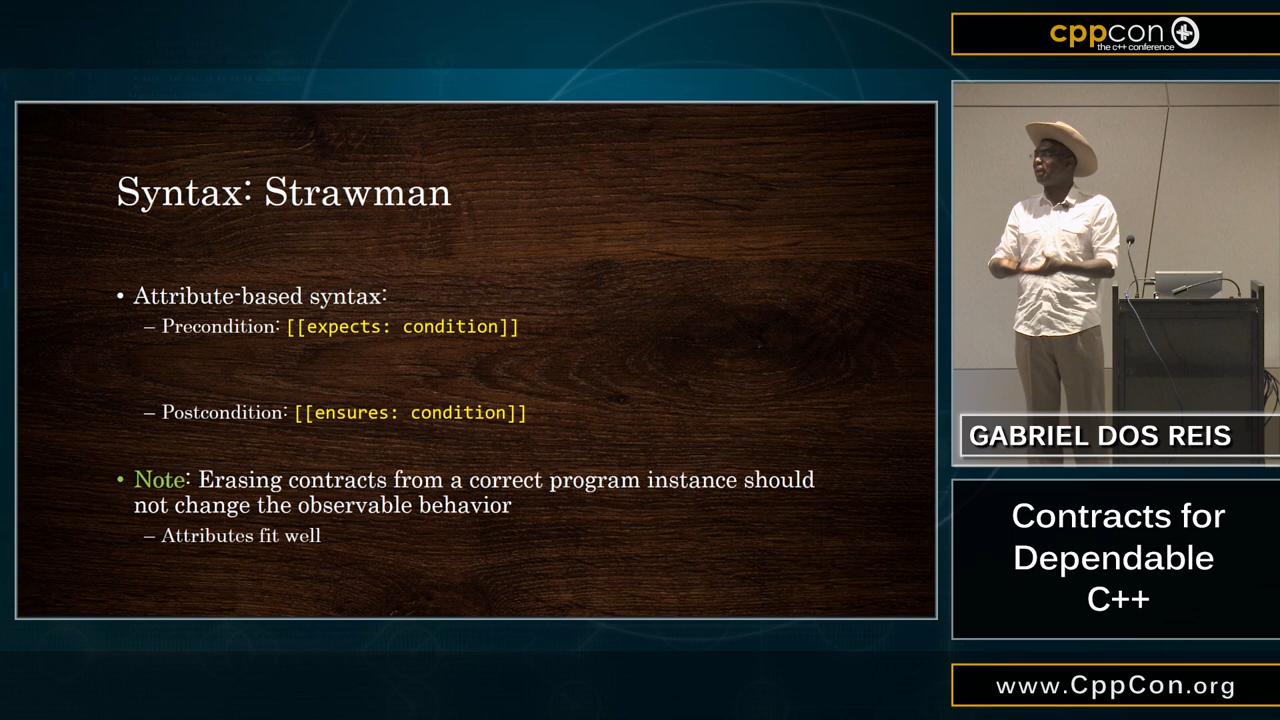 cppcon
the c++ conference
Syntax: Strawman
• Attribute-based syntax:
– Precondition: [[expects: condition]]
– Postcondition: [[ensures: condition]]
• Note: Erasing contracts from a correct program instance should
not change the observable behavior
– Attributes fit well
GABRIEL DOS REIS
Contracts for
Dependable
C++
www.CppCon.org